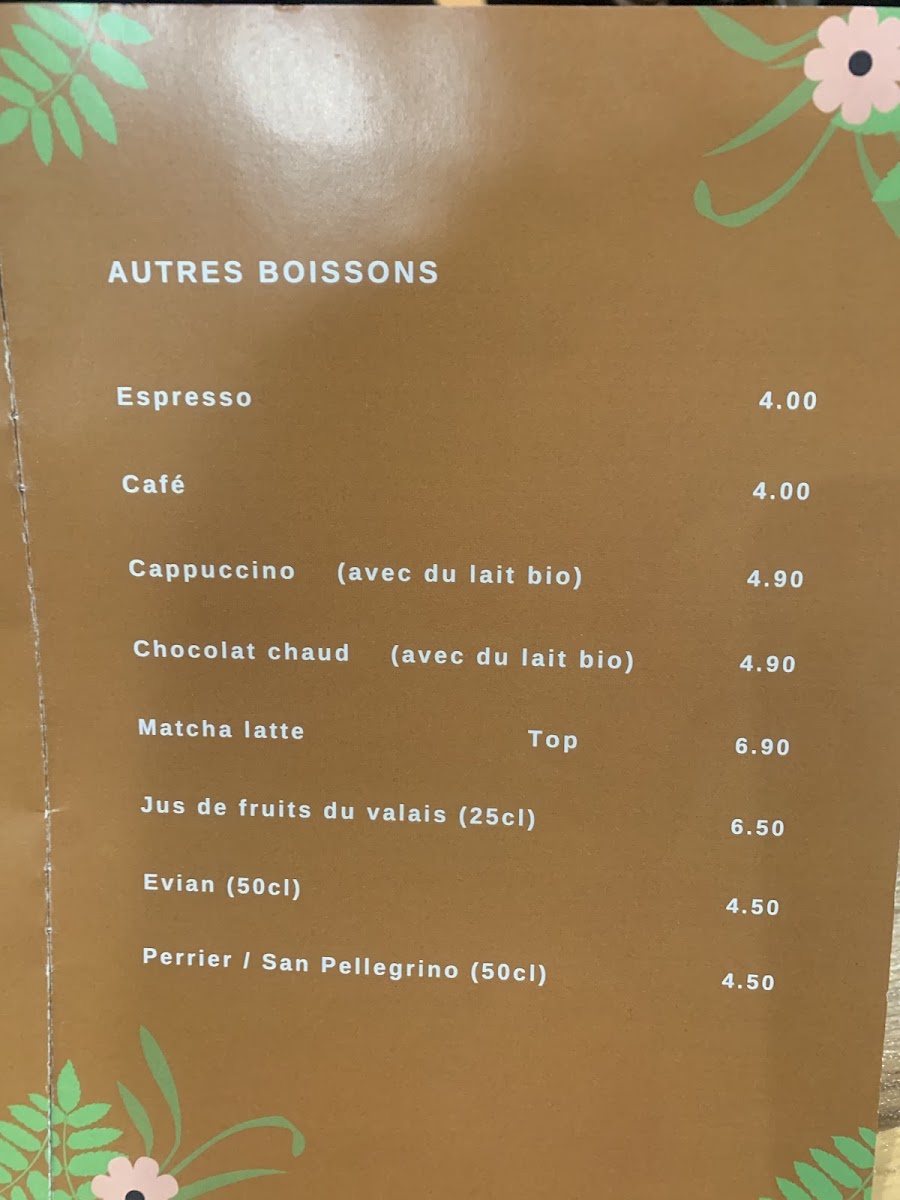 AUTRES BOISSONS
Espresso 4.00
Café 4.00
Cappuccino (avec du lait bio) 4.90
Chocolat chaud (avec du lait bio) 4.90
Matcha latte Top 6.90
Jus de fruits du valais (25cl) 6.50
Evian (50cl) 4.50
Perrier / San Pellegrino (50cl) 4.50